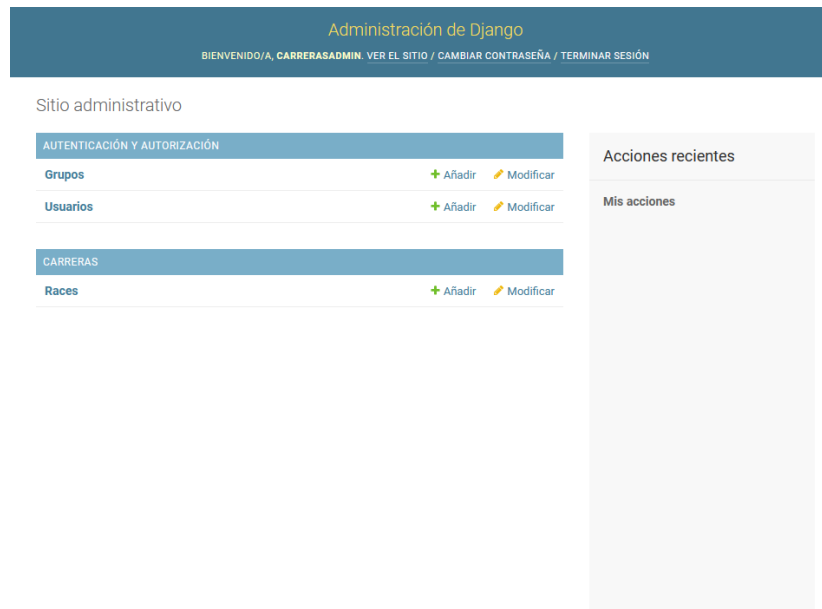 Administración de Django
BIENVENIDO/A, CARRERASADMIN. VER EL SITIO / CAMBIAR CONTRASEÑA / TERMINAR SESIÓN
Sitio administrativo
AUTENTICACIÓN Y AUTORIZACIÓN
Grupos Añadir Modificar
Usuarios Añadir Modificar
CARRERAS
Races Añadir Modificar
Acciones recientes
Mis acciones